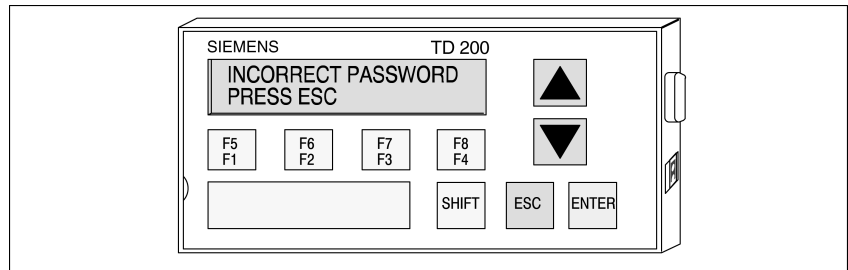 SIEMENS TD 200
INCORRECT PASSWORD
PRESS ESC
F5 F6 F7 F8
F1 F2 F3 F4
SHIFT ESC ENTER